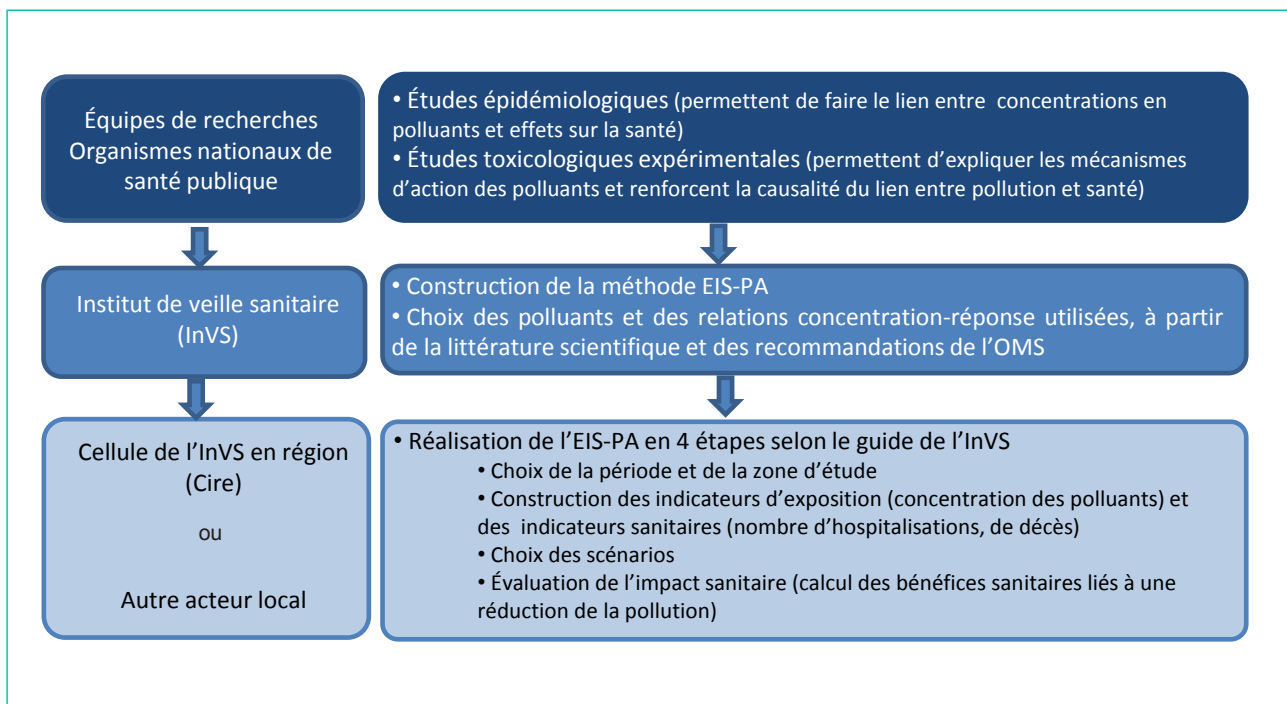 Équipes de recherches
Organismes nationaux de
santé publique
• Études épidémiologiques (permettent de faire le lien entre concentrations en
polluants et effets sur la santé)
• Études toxicologiques expérimentales (permettent d'expliquer les mécanismes
d'action des polluants et renforcent la causalité du lien entre pollution et santé)
Institut de veille sanitaire
(InVS)
• Construction de la méthode EIS-PA
• Choix des polluants et des relations concentration-réponse utilisées, à partir
de la littérature scientifique et des recommandations de l'OMS
Cellule de l'InVS en région
(Cire)
ou
Autre acteur local
• Réalisation de l'EIS-PA en 4 étapes selon le guide de l'InVS
• Choix de la période et de la zone d'étude
• Construction des indicateurs d'exposition (concentration des polluants) et
des indicateurs sanitaires (nombre d'hospitalisations, de décès)
• Choix des scénarios
• Évaluation de l'impact sanitaire (calcul des bénéfices sanitaires liés à une
réduction de la pollution)